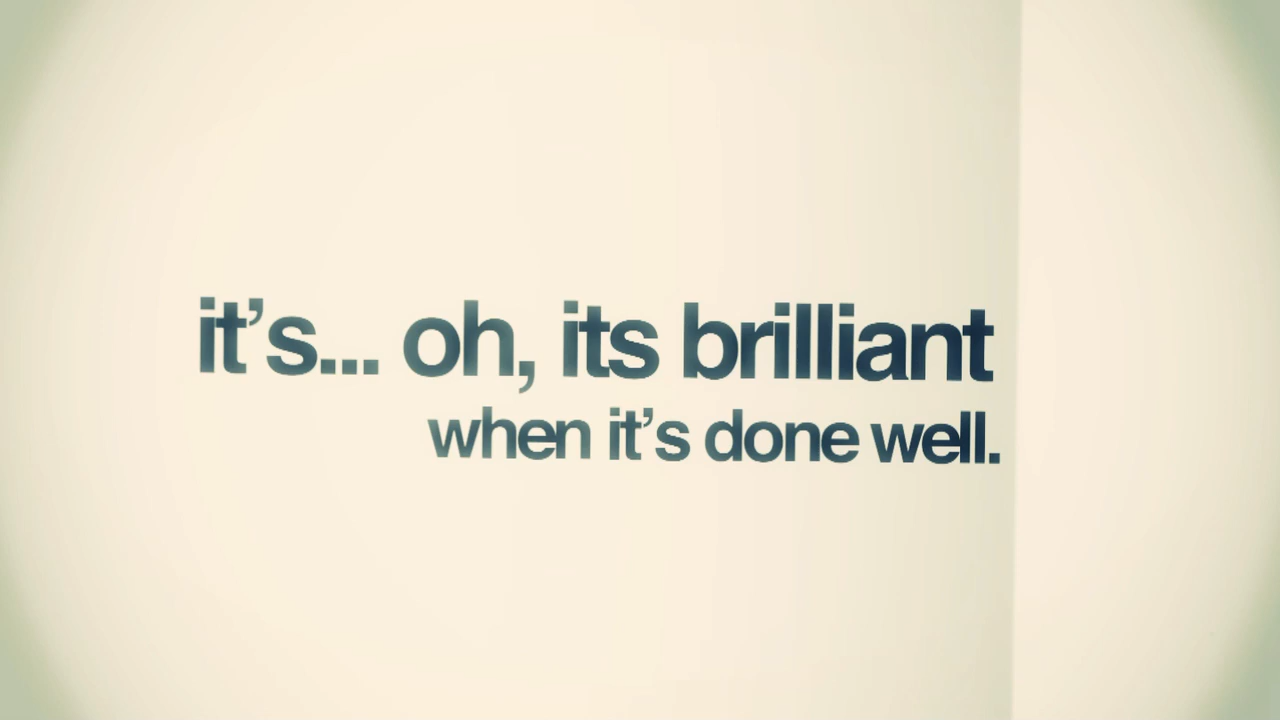 it’s... oh, its brilliant
when it’s done well.